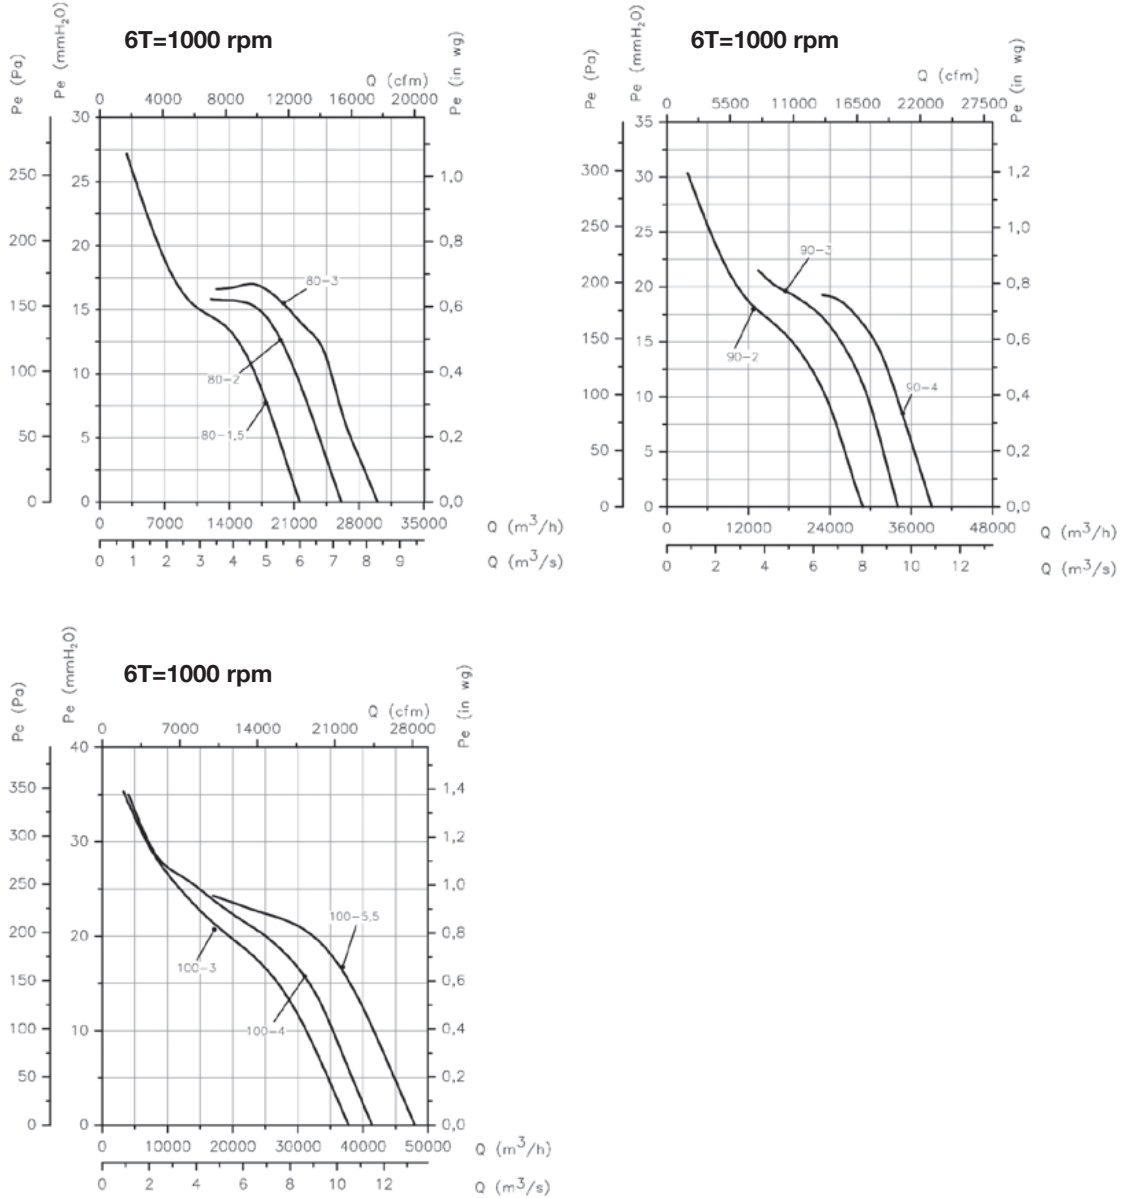 6T=1000 rpm
Pe (Pa)
Pe (mmH₂O)
Pe (in wg)
Q (cfm)
0 4000 8000 12000 16000 20000
30
25
20
15
10
5
0
250
200
150
100
50
0
1,0
0,8
0,6
0,4
0,2
0,0
80-3
80-2
80-1,5
0 7000 14000 21000 28000 35000 Q (m³/h)
0 1 2 3 4 5 6 7 8 9 Q (m³/s)
6T=1000 rpm
Pe (Pa)
Pe (mmH₂O)
Pe (in wg)
Q (cfm)
0 5500 11000 16500 22000 27500
35
30
25
20
15
10
5
0
300
250
200
150
100
50
0
1,2
1,0
0,8
0,6
0,4
0,2
0,0
90-3
90-2
90-4
0 12000 24000 36000 48000 Q (m³/h)
0 2 4 6 8 10 12 Q (m³/s)
6T=1000 rpm
Pe (Pa)
Pe (mmH₂O)
Pe (in wg)
Q (cfm)
0 7000 14000 21000 28000
40
30
20
10
0
350
300
250
200
150
100
50
0
1,4
1,2
1,0
0,8
0,6
0,4
0,2
0,0
100-5,5
100-3
100-4
0 10000 20000 30000 40000 50000 Q (m³/h)
0 2 4 6 8 10 12 Q (m³/s)